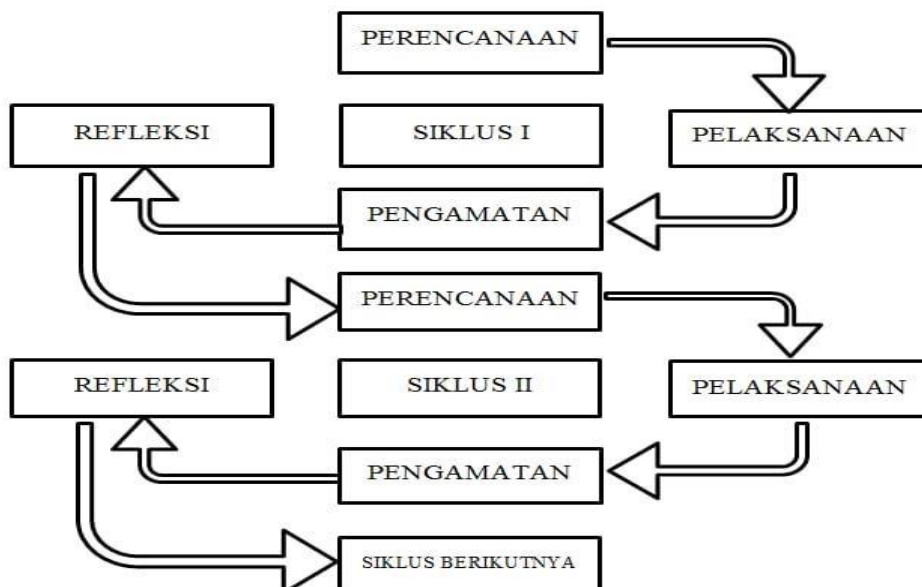 PERENCANAAN
REFLEKSI
SIKLUS I
PELAKSANAAN
PENGAMATAN
PERENCANAAN
REFLEKSI
SIKLUS II
PELAKSANAAN
PENGAMATAN
SIKLUS BERIKUTNYA